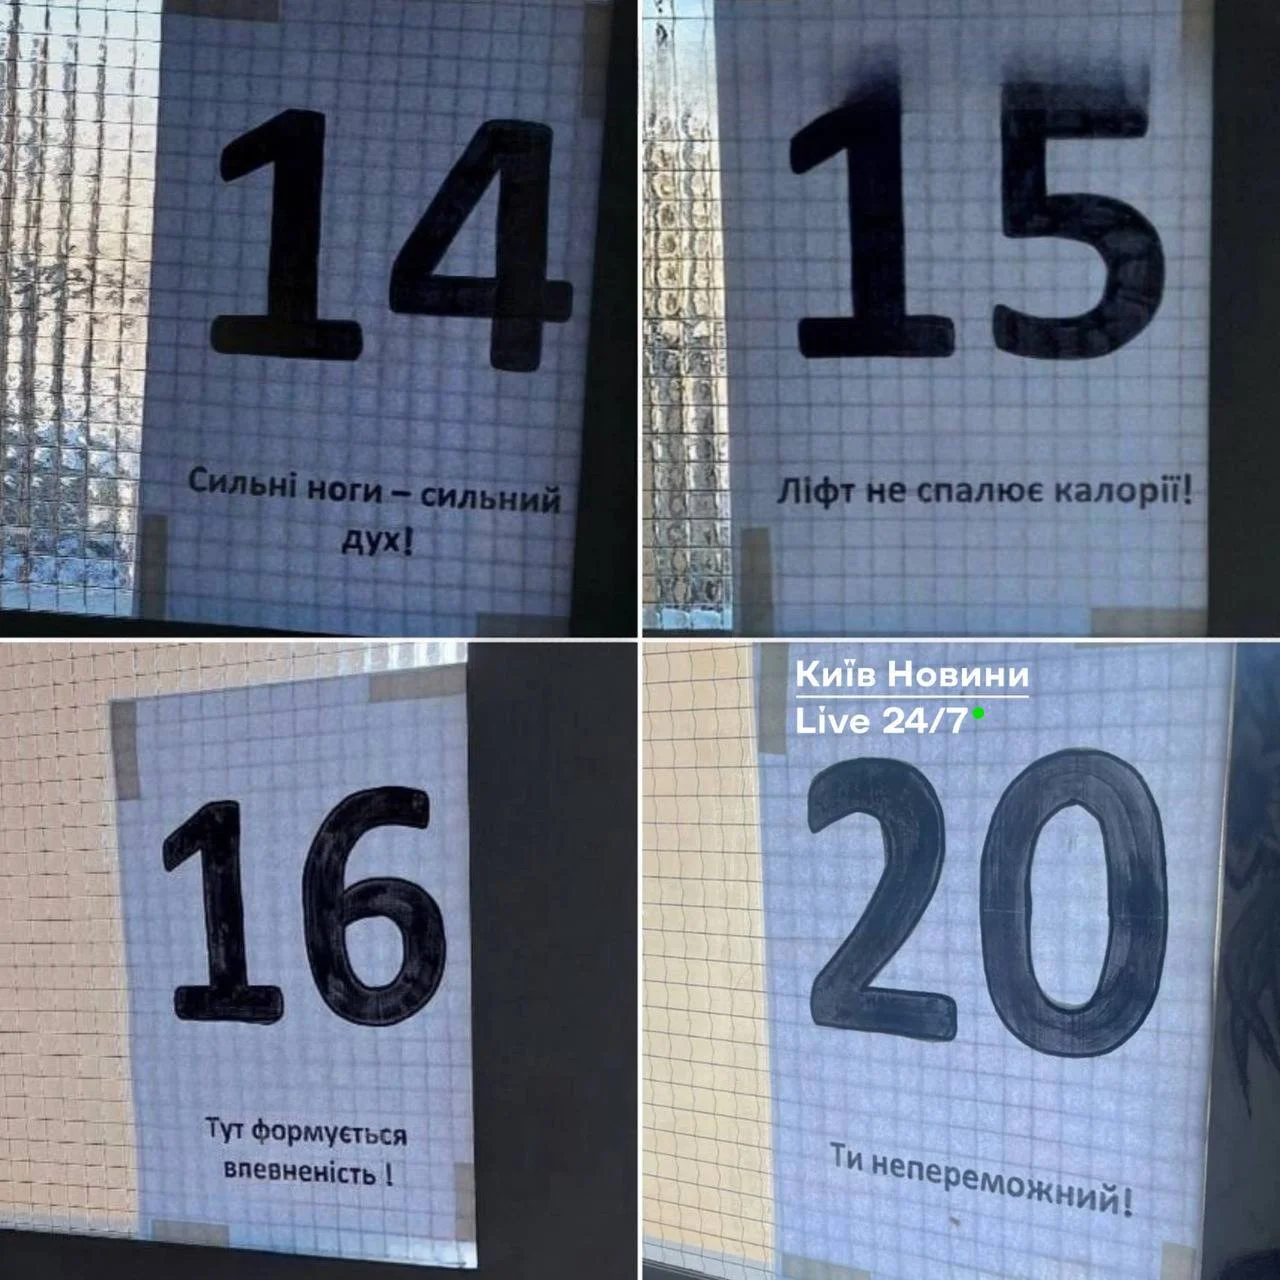 14
Сильні ноги – сильний
дух!
15
Ліфт не спалює калорії!
16
Тут формується
впевненість !
Київ Новини
Live 24/7
20
Ти непереможний!